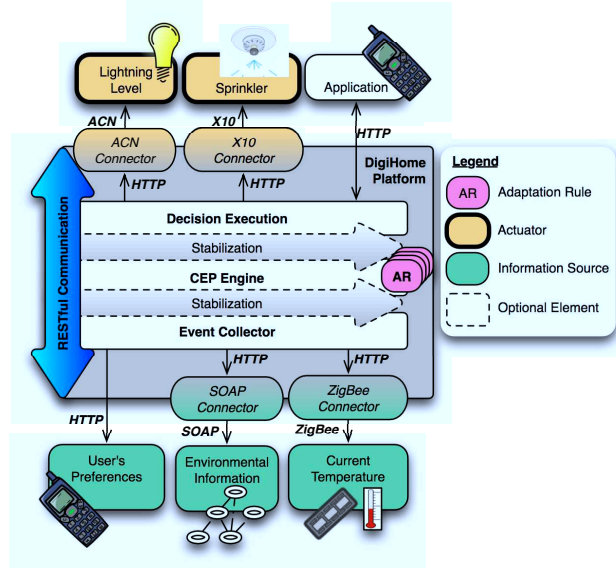 Lightning
Level
Sprinkler
Application
ACN
X10
HTTP
ACN
Connector
X10
Connector
DigiHome
Platform
HTTP
HTTP
RESTful Communication
Decision Execution
Stabilization
CEP Engine
AR
Stabilization
Event Collector
HTTP
HTTP
SOAP
Connector
ZigBee
Connector
HTTP
SOAP
ZigBee
User's
Preferences
Environmental
Information
Current
Temperature
Legend
AR
Adaptation Rule
Actuator
Information Source
Optional Element